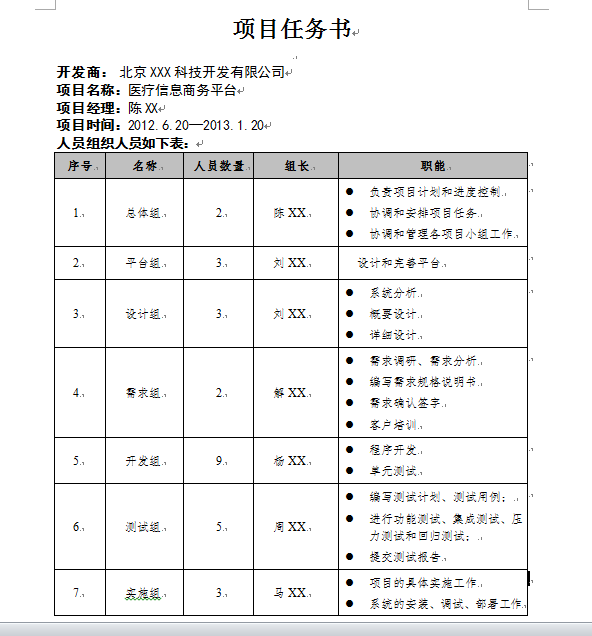 项目任务书
开发商： 北京 XXX 科技开发有限公司
项目名称：医疗信息商务平台
项目经理：陈 XX
项目时间：2012.6.20—2013.1.20
人员组织人员如下表：
序号 名称 人员数量 组长 职能
1. 总体组 2 陈 XX
● 负责项目计划和进度控制
● 协调和安排项目任务
● 协调和管理各项目小组工作
2. 平台组 3 刘 XX 设计和完善平台
3. 设计组 3 刘 XX
● 系统分析
● 概要设计
● 详细设计
4. 需求组 2 解 XX
● 需求调研、需求分析
● 编写需求规格说明书
● 需求确认签字
● 客户培训
5. 开发组 9 杨 XX
● 程序开发
● 单元测试
6. 测试组 5 周 XX
● 编写测试计划、测试用例；
● 进行功能测试、集成测试、压
力测试和回归测试；
● 提交测试报告
7. 实施组 3 马 XX
● 项目的具体实施工作
● 系统的安装、调试、部署工作